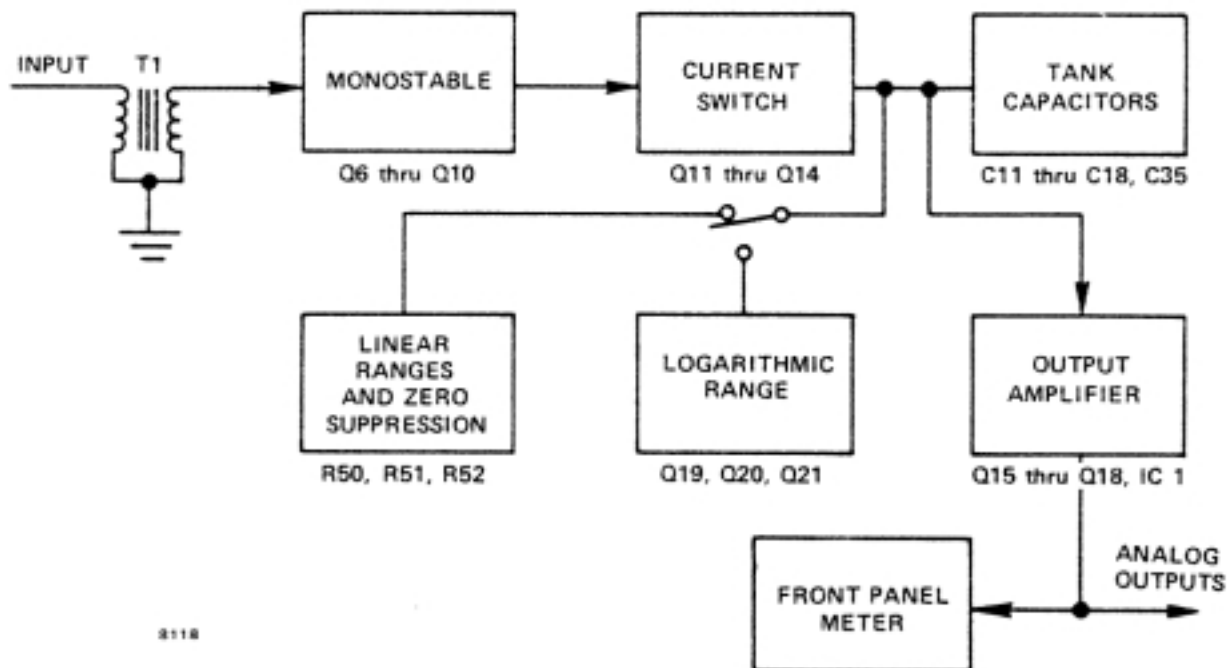 INPUT
T1
MONOSTABLE
Q6 thru Q10
CURRENT
SWITCH
Q11 thru Q14
TANK
CAPACITORS
C11 thru C18, C35
LINEAR
RANGES
AND ZERO
SUPPRESSION
R50, R51, R52
LOGARITHMIC
RANGE
Q19, Q20, Q21
OUTPUT
AMPLIFIER
Q15 thru Q18, IC 1
FRONT PANEL
METER
ANALOG
OUTPUTS